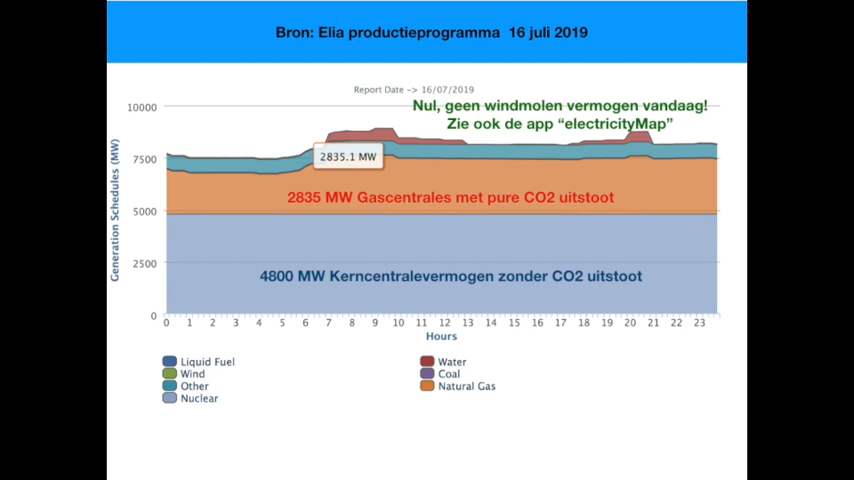 Bron: Elia productieprogramma 16 juli 2019
Report Date -> 16/07/2019
Nul, geen windmolen vermogen vandaag!
Zie ook de app “electricityMap”
Generation Schedules (MW)
10000
7500
5000
2500
0
2835.1 MW
2835 MW Gascentrales met pure CO2 uitstoot
4800 MW Kerncentralevermogen zonder CO2 uitstoot
0 1 2 3 4 5 6 7 8 9 10 11 12 13 14 15 16 17 18 19 20 21 22 23
Hours
Liquid Fuel
Wind
Other
Nuclear
Water
Coal
Natural Gas